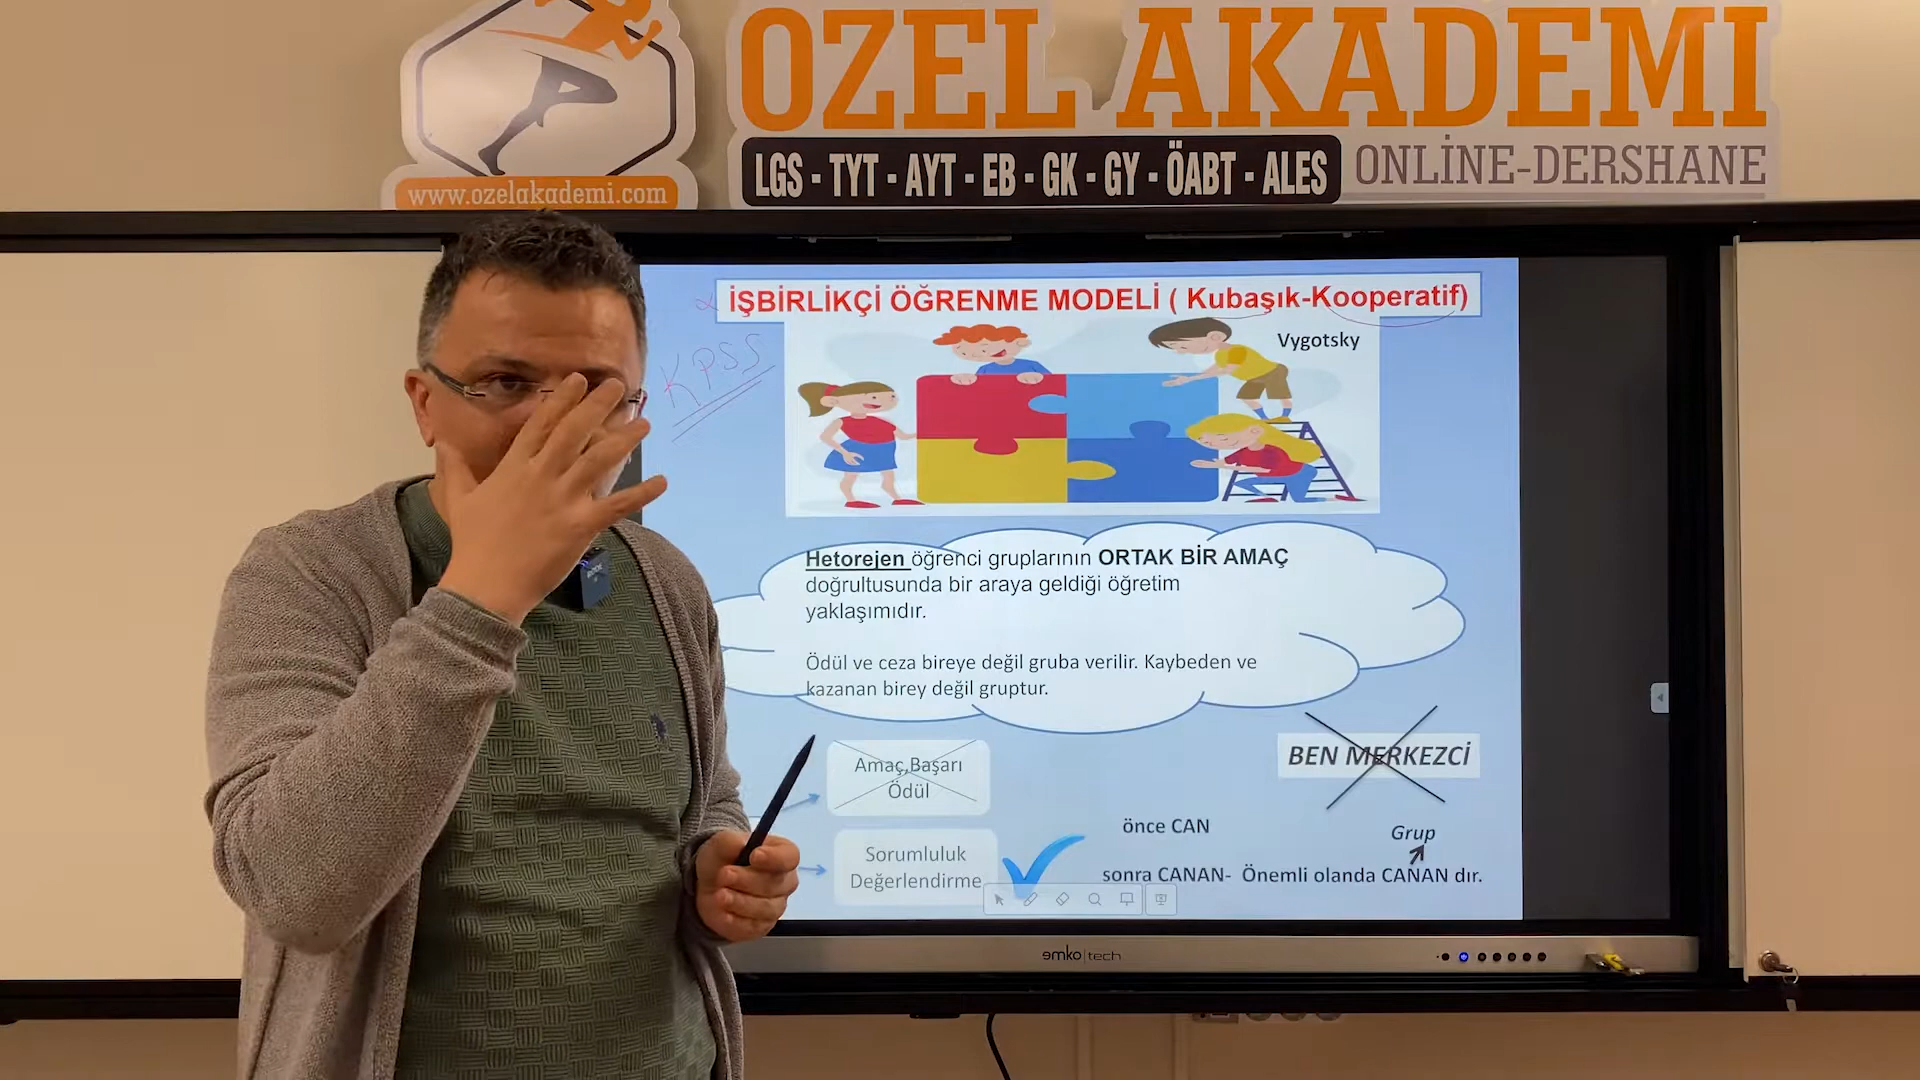 OZEL AKADEMI
www.ozelakademi.com
LGS - TYT - AYT - EB - GK - GY - ÖABT - ALES
ONLİNE-DERSHANE
İŞBİRLİKÇİ ÖĞRENME MODELİ ( Kubaşık-Kooperatif)
KPSS
Vygotsky
Hetorejen öğrenci gruplarının ORTAK BİR AMAÇ
doğrultusunda bir araya geldiği öğretim
yaklaşımıdır.
Ödül ve ceza bireye değil gruba verilir. Kaybeden ve
kazanan birey değil gruptur.
Amaç,Başarı
Ödül
BEN MERKEZCİ
Sorumluluk
Değerlendirme
önce CAN
Grup
sonra CANAN- Önemli olanda CANAN dır.
emko|tech